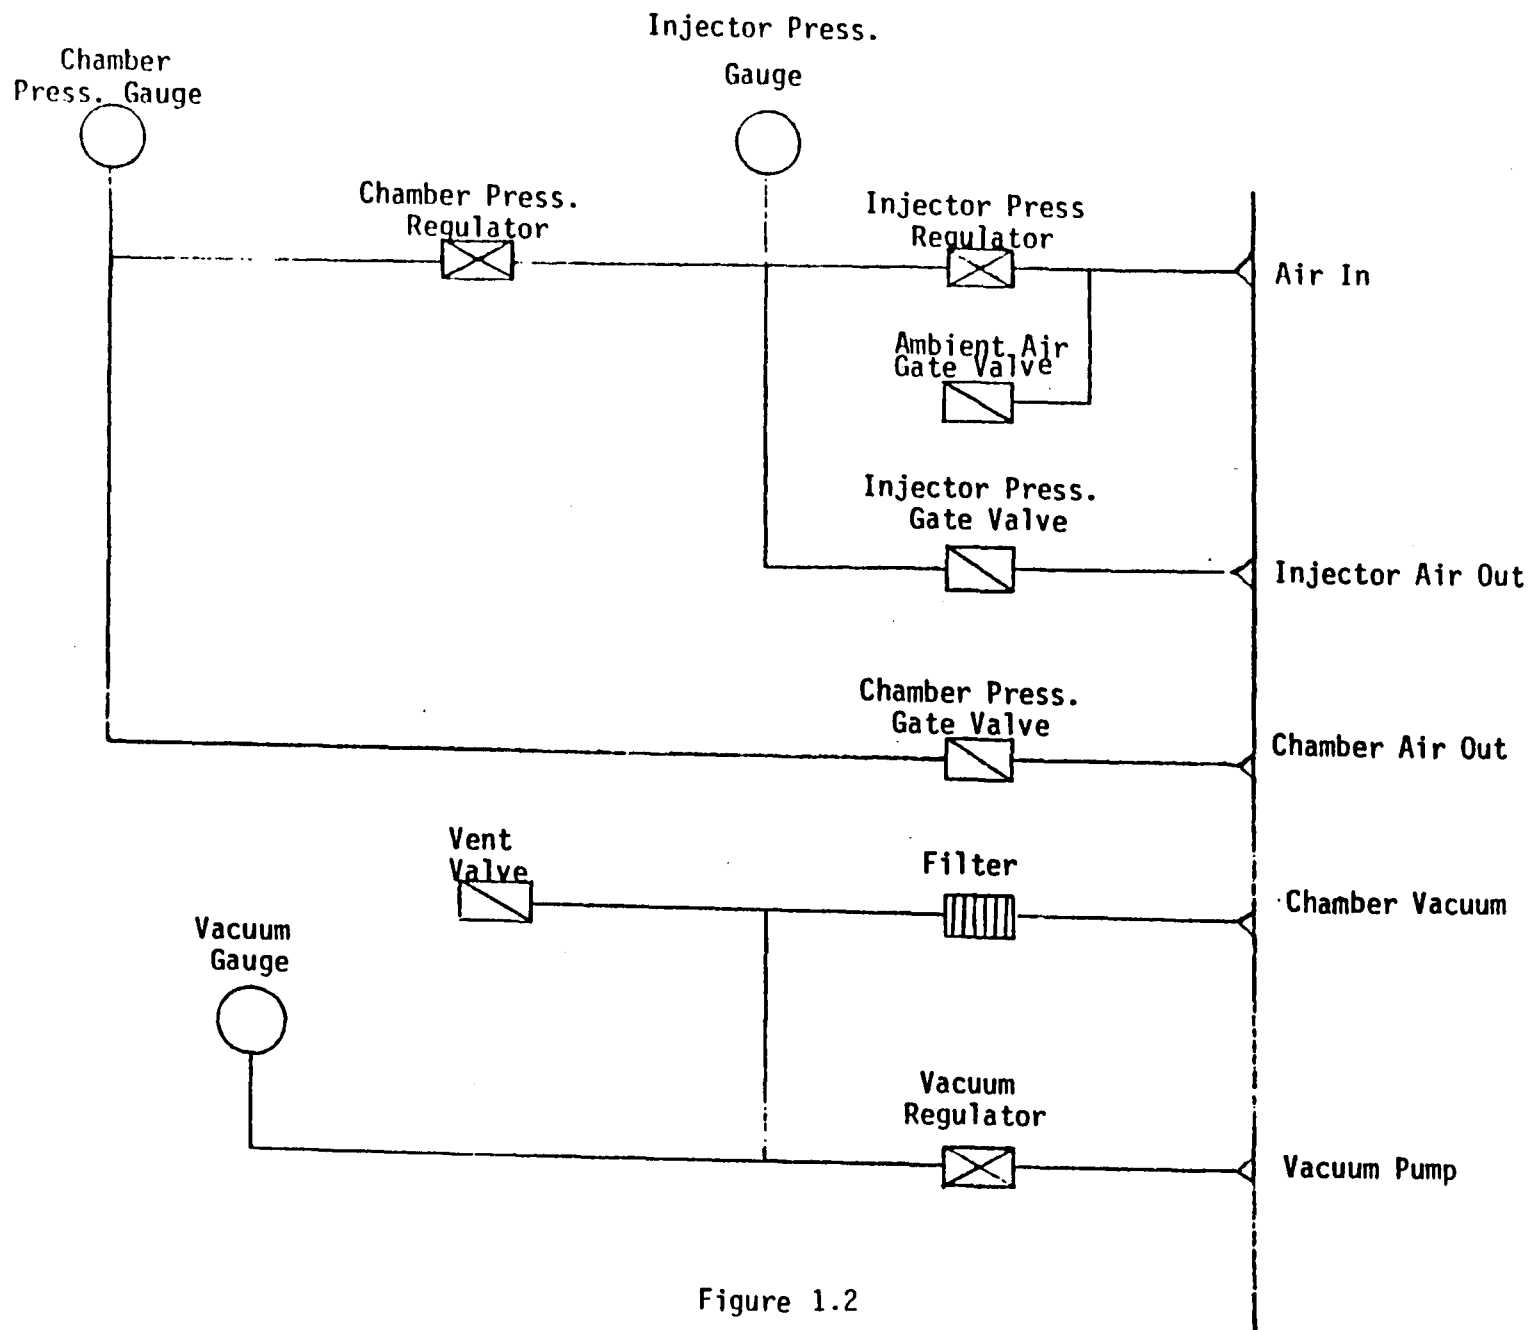 Injector Press.
Gauge
Chamber
Press. Gauge
Chamber Press.
Regulator
Injector Press
Regulator
Air In
Ambient Air
Gate Valve
Injector Press.
Gate Valve
Injector Air Out
Chamber Press.
Gate Valve
Chamber Air Out
Vent
Valve
Filter
Chamber Vacuum
Vacuum
Gauge
Vacuum
Regulator
Vacuum Pump
Figure 1.2